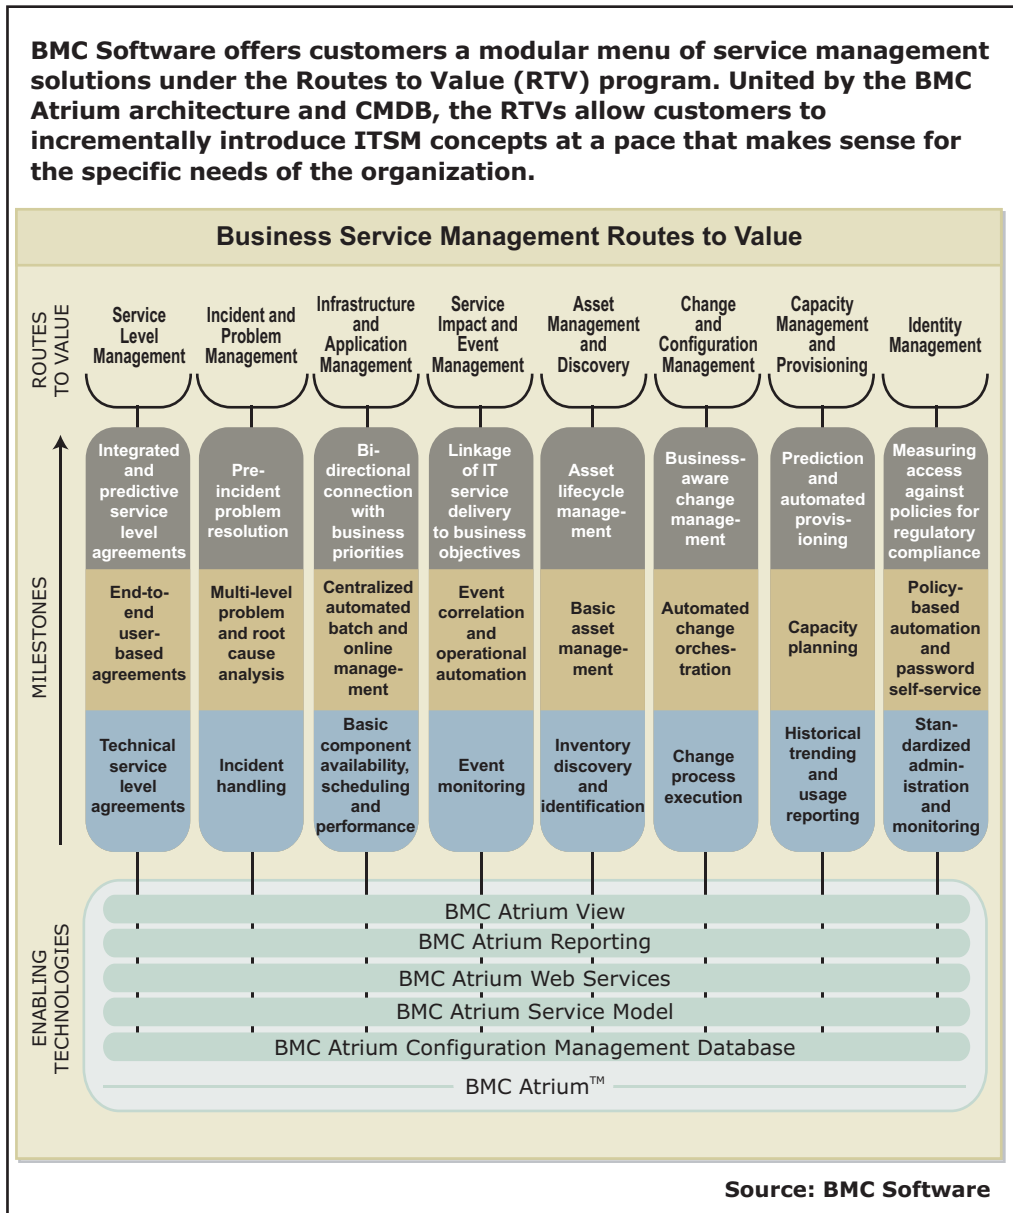 BMC Software offers customers a modular menu of service management
solutions under the Routes to Value (RTV) program. United by the BMC
Atrium architecture and CMDB, the RTVs allow customers to
incrementally introduce ITSM concepts at a pace that makes sense for
the specific needs of the organization.
Business Service Management Routes to Value
ROUTES
TO VALUE
Service
Level
Management
Incident and
Problem
Management
Infrastructure
and
Application
Management
Service
Impact and
Event
Management
Asset
Management
and
Discovery
Change
and
Configuration
Management
Capacity
Management
and
Provisioning
Identity
Management
MILESTONES
Integrated
and
predictive
service
level
agreements
Pre-
incident
problem
resolution
Bi-
directional
connection
with
business
priorities
Linkage
of IT
service
delivery
to business
objectives
Asset
lifecycle
manage-
ment
Business-
aware
change
manage-
ment
Prediction
and
automated
provis-
ioning
Measuring
access
against
policies for
regulatory
compliance
End-to-
end
user-
based
agreements
Multi-level
problem
and root
cause
analysis
Centralized
automated
batch and
online
manage-
ment
Event
correlation
and
operational
automation
Basic
asset
manage-
ment
Automated
change
orches-
tration
Capacity
planning
Policy-
based
automation
and
password
self-service
Technical
service
level
agreements
Incident
handling
Basic
component
availability,
scheduling
and
performance
Event
monitoring
Inventory
discovery
and
identification
Change
process
execution
Historical
trending
and
usage
reporting
Stan-
dardized
admin-
istration
and
monitoring
ENABLING
TECHNOLOGIES
BMC Atrium View
BMC Atrium Reporting
BMC Atrium Web Services
BMC Atrium Service Model
BMC Atrium Configuration Management Database
BMC Atrium™
Source: BMC Software